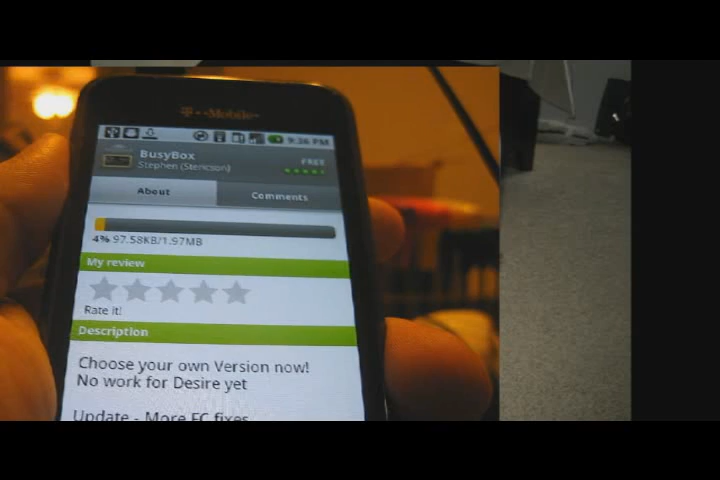 T··Mobile·
9:36 PM
BusyBox
Stephen (Stericson)
FREE
About
Comments
4% 97.58KB/1.97MB
My review
Rate it!
Description
Choose your own Version now!
No work for Desire yet
Update - More FC fixes